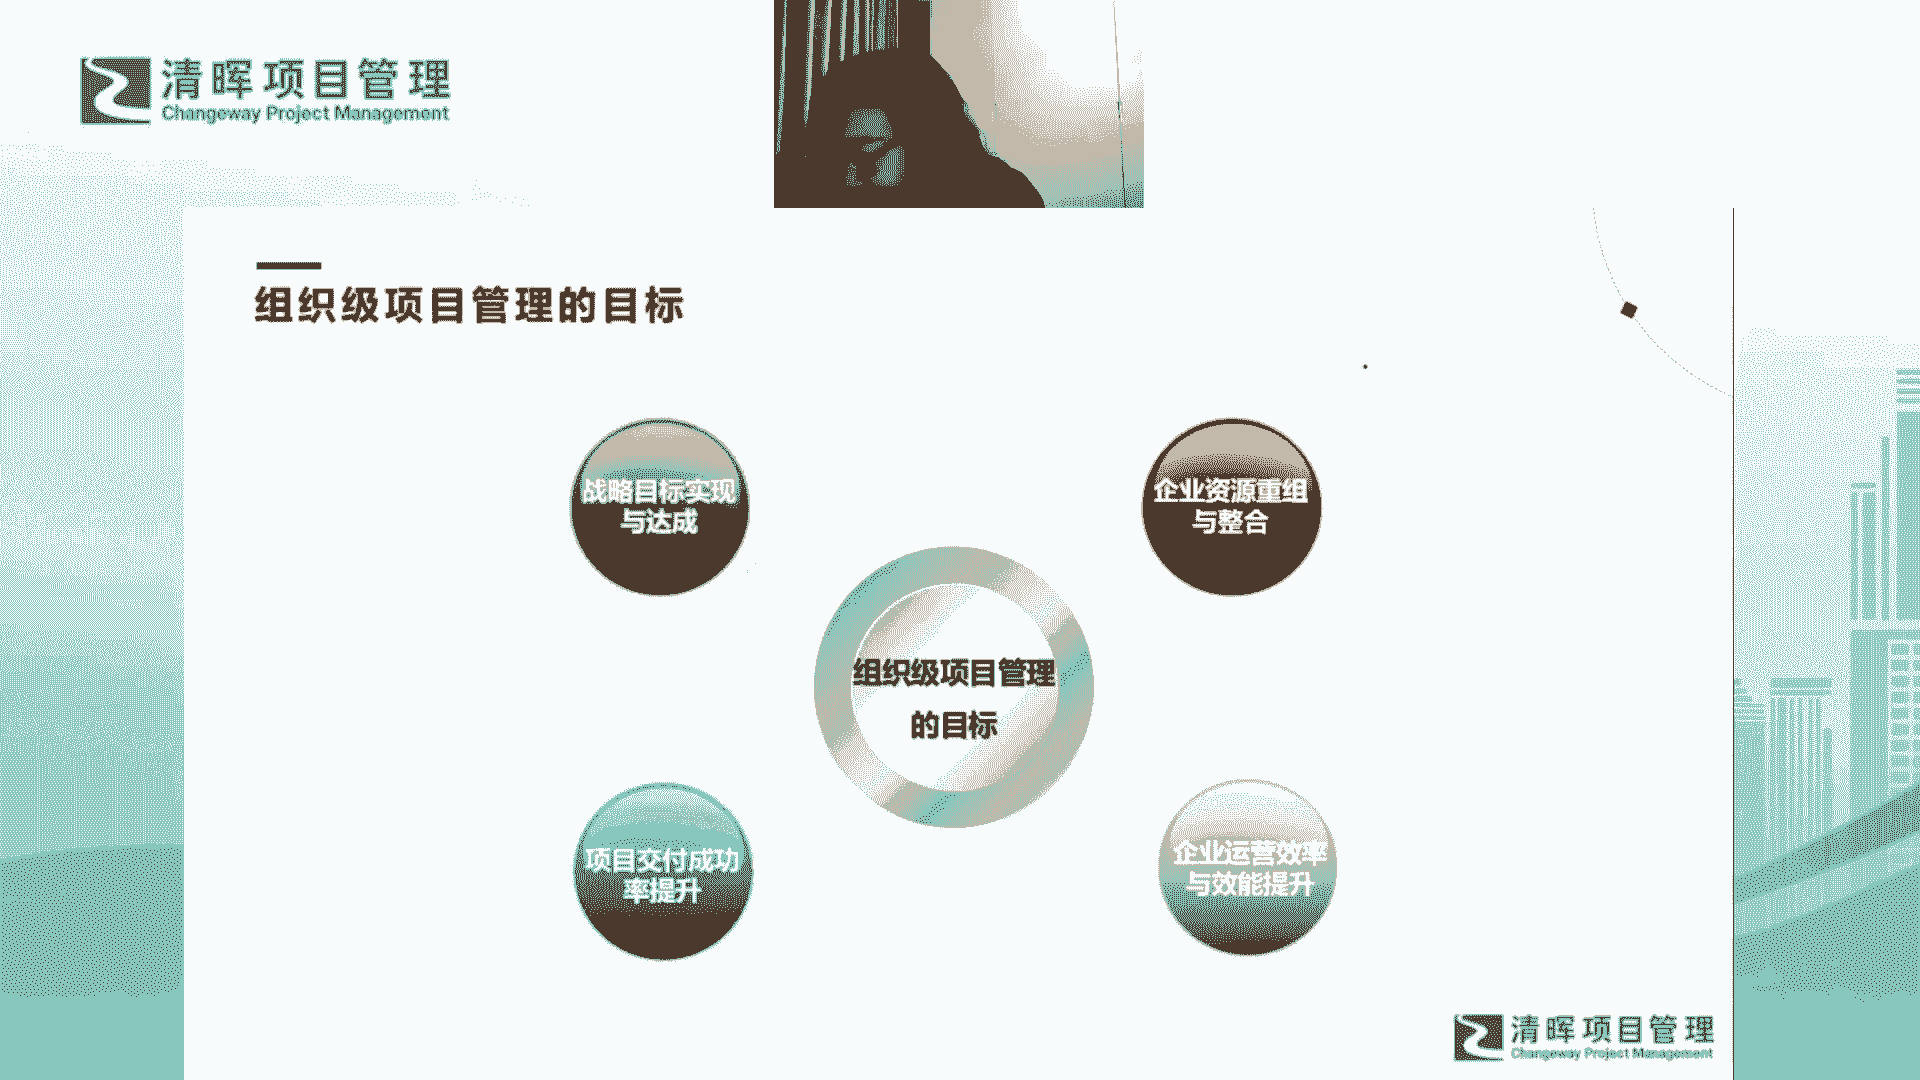 清晖项目管理
Changeway Project Management
组织级项目管理的目标
战略目标实现
与达成
企业资源重组
与整合
组织级项目管理
的目标
项目交付成功
率提升
企业运营效率
与效能提升
清晖项目管理
Changeway Project Management